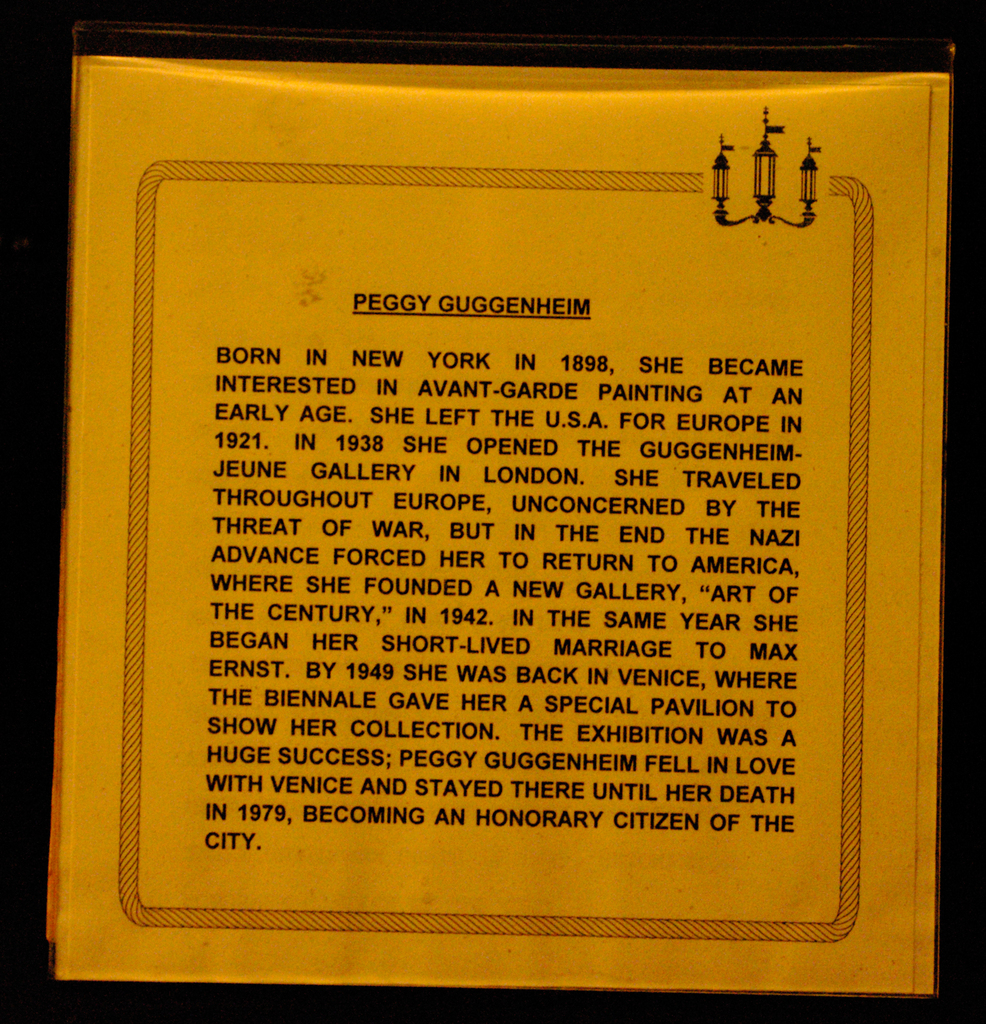 PEGGY GUGGENHEIM
BORN IN NEW YORK IN 1898, SHE BECAME
INTERESTED IN AVANT-GARDE PAINTING AT AN
EARLY AGE. SHE LEFT THE U.S.A. FOR EUROPE IN
1921. IN 1938 SHE OPENED THE GUGGENHEIM-
JEUNE GALLERY IN LONDON. SHE TRAVELED
THROUGHOUT EUROPE, UNCONCERNED BY THE
THREAT OF WAR, BUT IN THE END THE NAZI
ADVANCE FORCED HER TO RETURN TO AMERICA,
WHERE SHE FOUNDED A NEW GALLERY, “ART OF
THE CENTURY,” IN 1942. IN THE SAME YEAR SHE
BEGAN HER SHORT-LIVED MARRIAGE TO MAX
ERNST. BY 1949 SHE WAS BACK IN VENICE, WHERE
THE BIENNALE GAVE HER A SPECIAL PAVILION TO
SHOW HER COLLECTION. THE EXHIBITION WAS A
HUGE SUCCESS; PEGGY GUGGENHEIM FELL IN LOVE
WITH VENICE AND STAYED THERE UNTIL HER DEATH
IN 1979, BECOMING AN HONORARY CITIZEN OF THE
CITY.